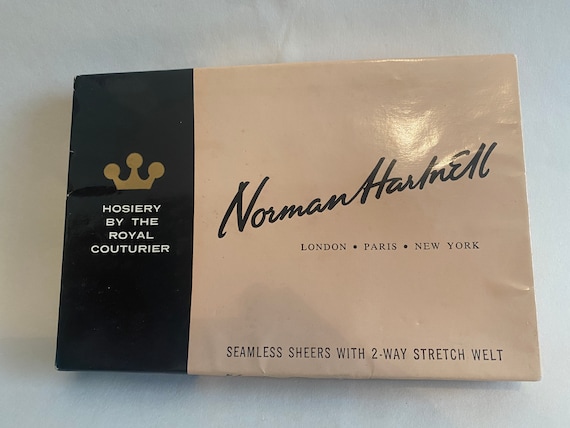 HOSIERY
BY THE
ROYAL
COUTURIER
Norman Hartnell
LONDON • PARIS • NEW YORK
SEAMLESS SHEERS WITH 2-WAY STRETCH WELT